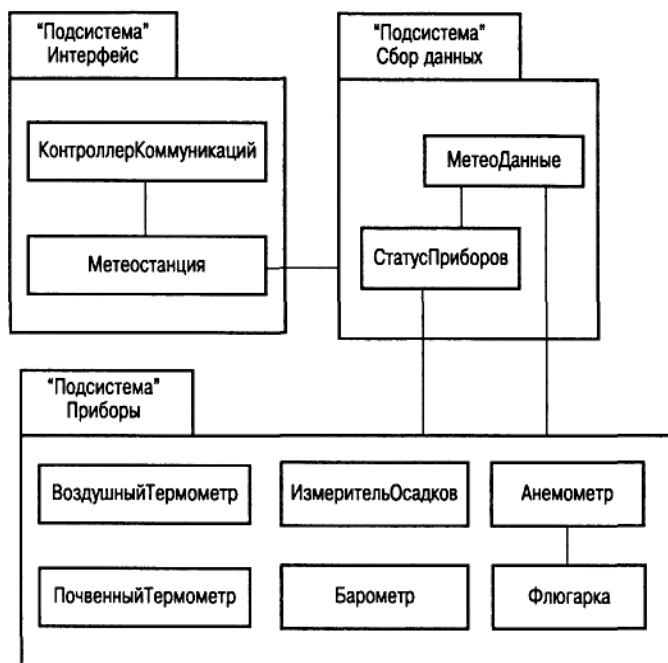 "Подсистема"
Интерфейс
КонтроллерКоммуникаций
Метеостанция
"Подсистема"
Сбор данных
МетеоДанные
СтатусПриборов
"Подсистема"
Приборы
ВоздушныйТермометр
ИзмерительОсадков
Анемометр
ПочвенныйТермометр
Барометр
Флюгарка